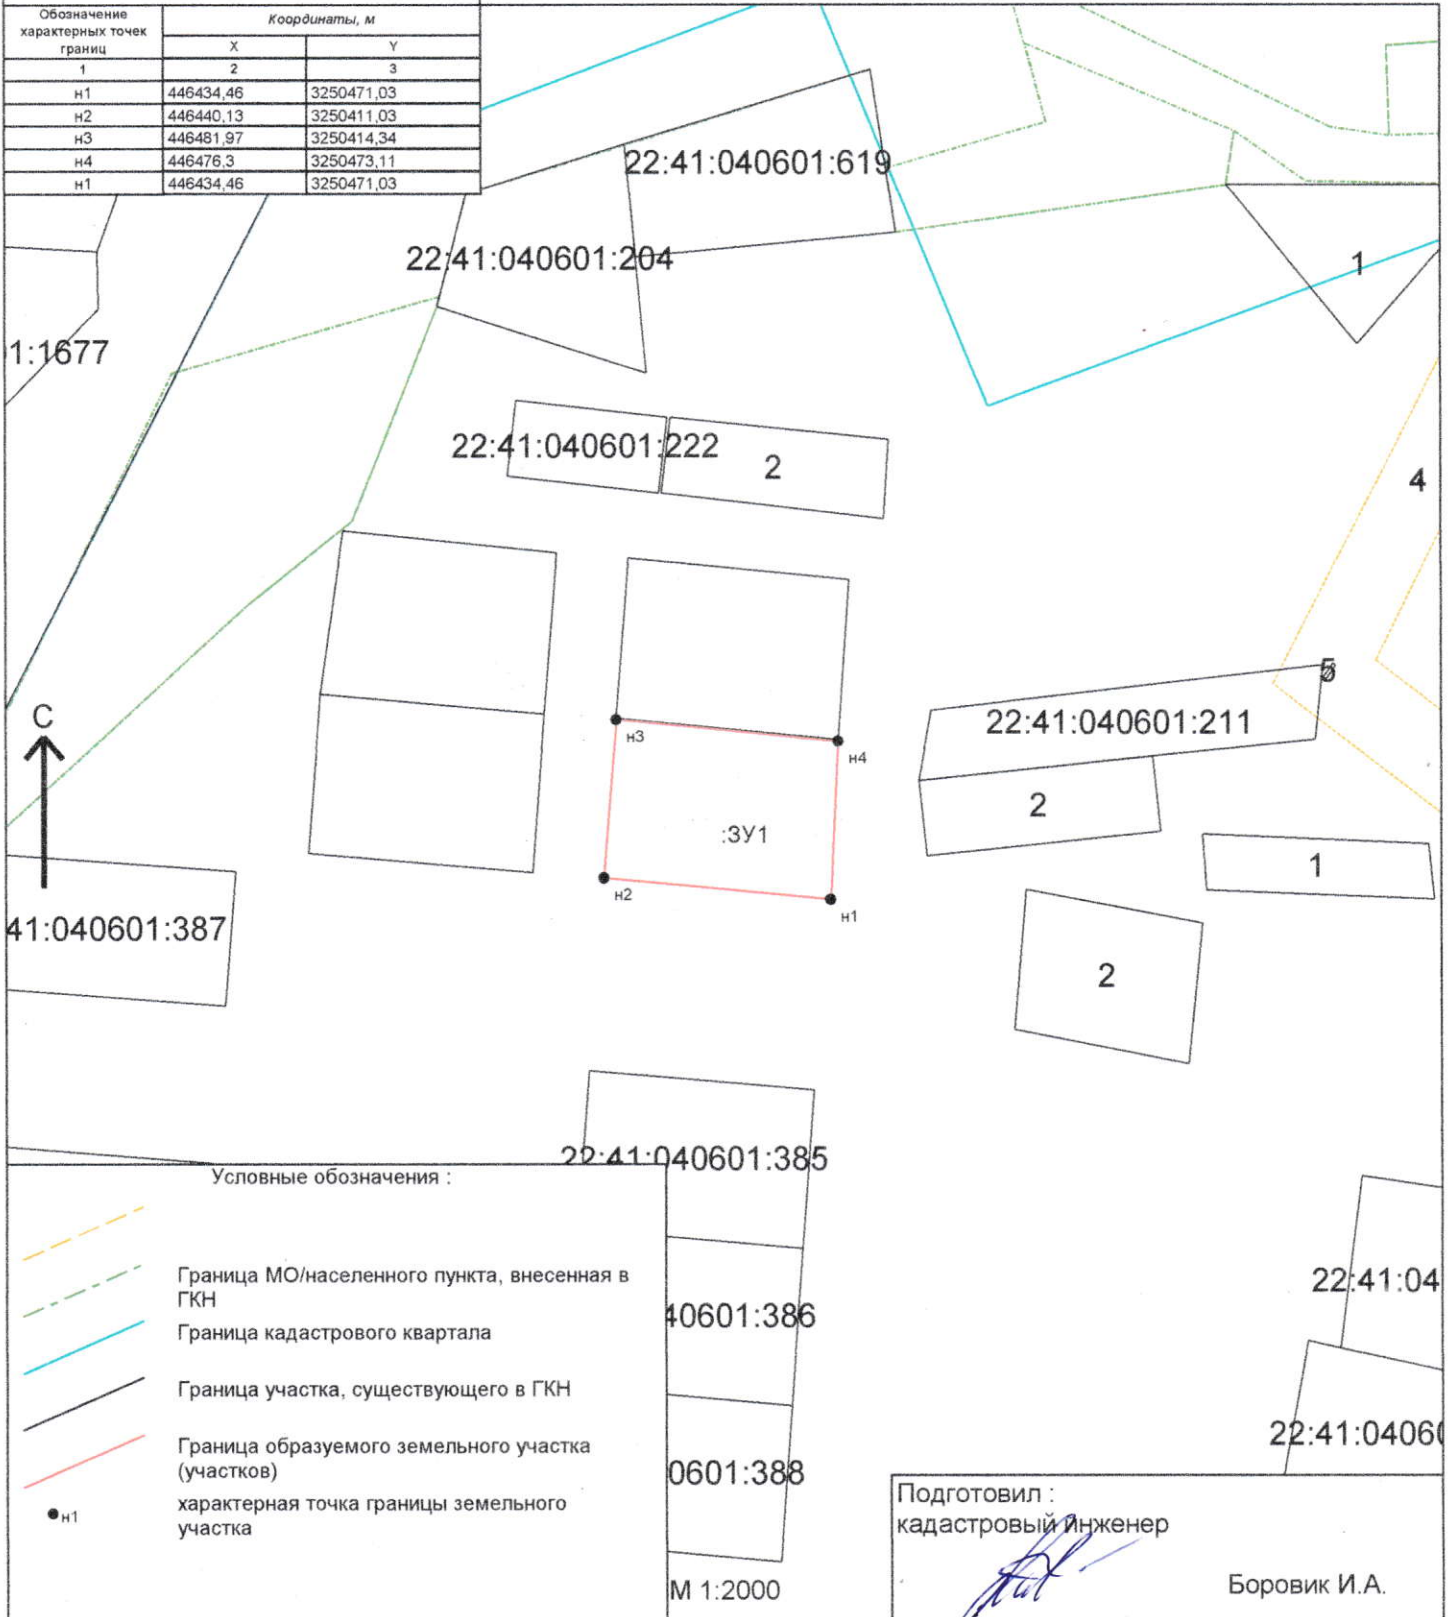 Обозначение
характерных точек
границ
Координаты, м
X Y
1 2 3
н1 446434,46 3250471,03
н2 446440,13 3250411,03
н3 446481,97 3250414,34
н4 446476,3 3250473,11
н1 446434,46 3250471,03
22:41:040601:619
22:41:040601:204
1
1:1677
22:41:040601:222
2
4
5
С
н3
22:41:040601:211
н4
2
:ЗУ1
1
н2
н1
41:040601:387
2
22:41:040601:385
Условные обозначения :
Граница МО/населенного пункта, внесенная в
ГКН
22:41:04
40601:386
Граница кадастрового квартала
Граница участка, существующего в ГКН
22:41:0406
Граница образуемого земельного участка
(участков)
0601:388
н1
характерная точка границы земельного
участка
М 1:2000
Подготовил :
кадастровый инженер
Боровик И.А.